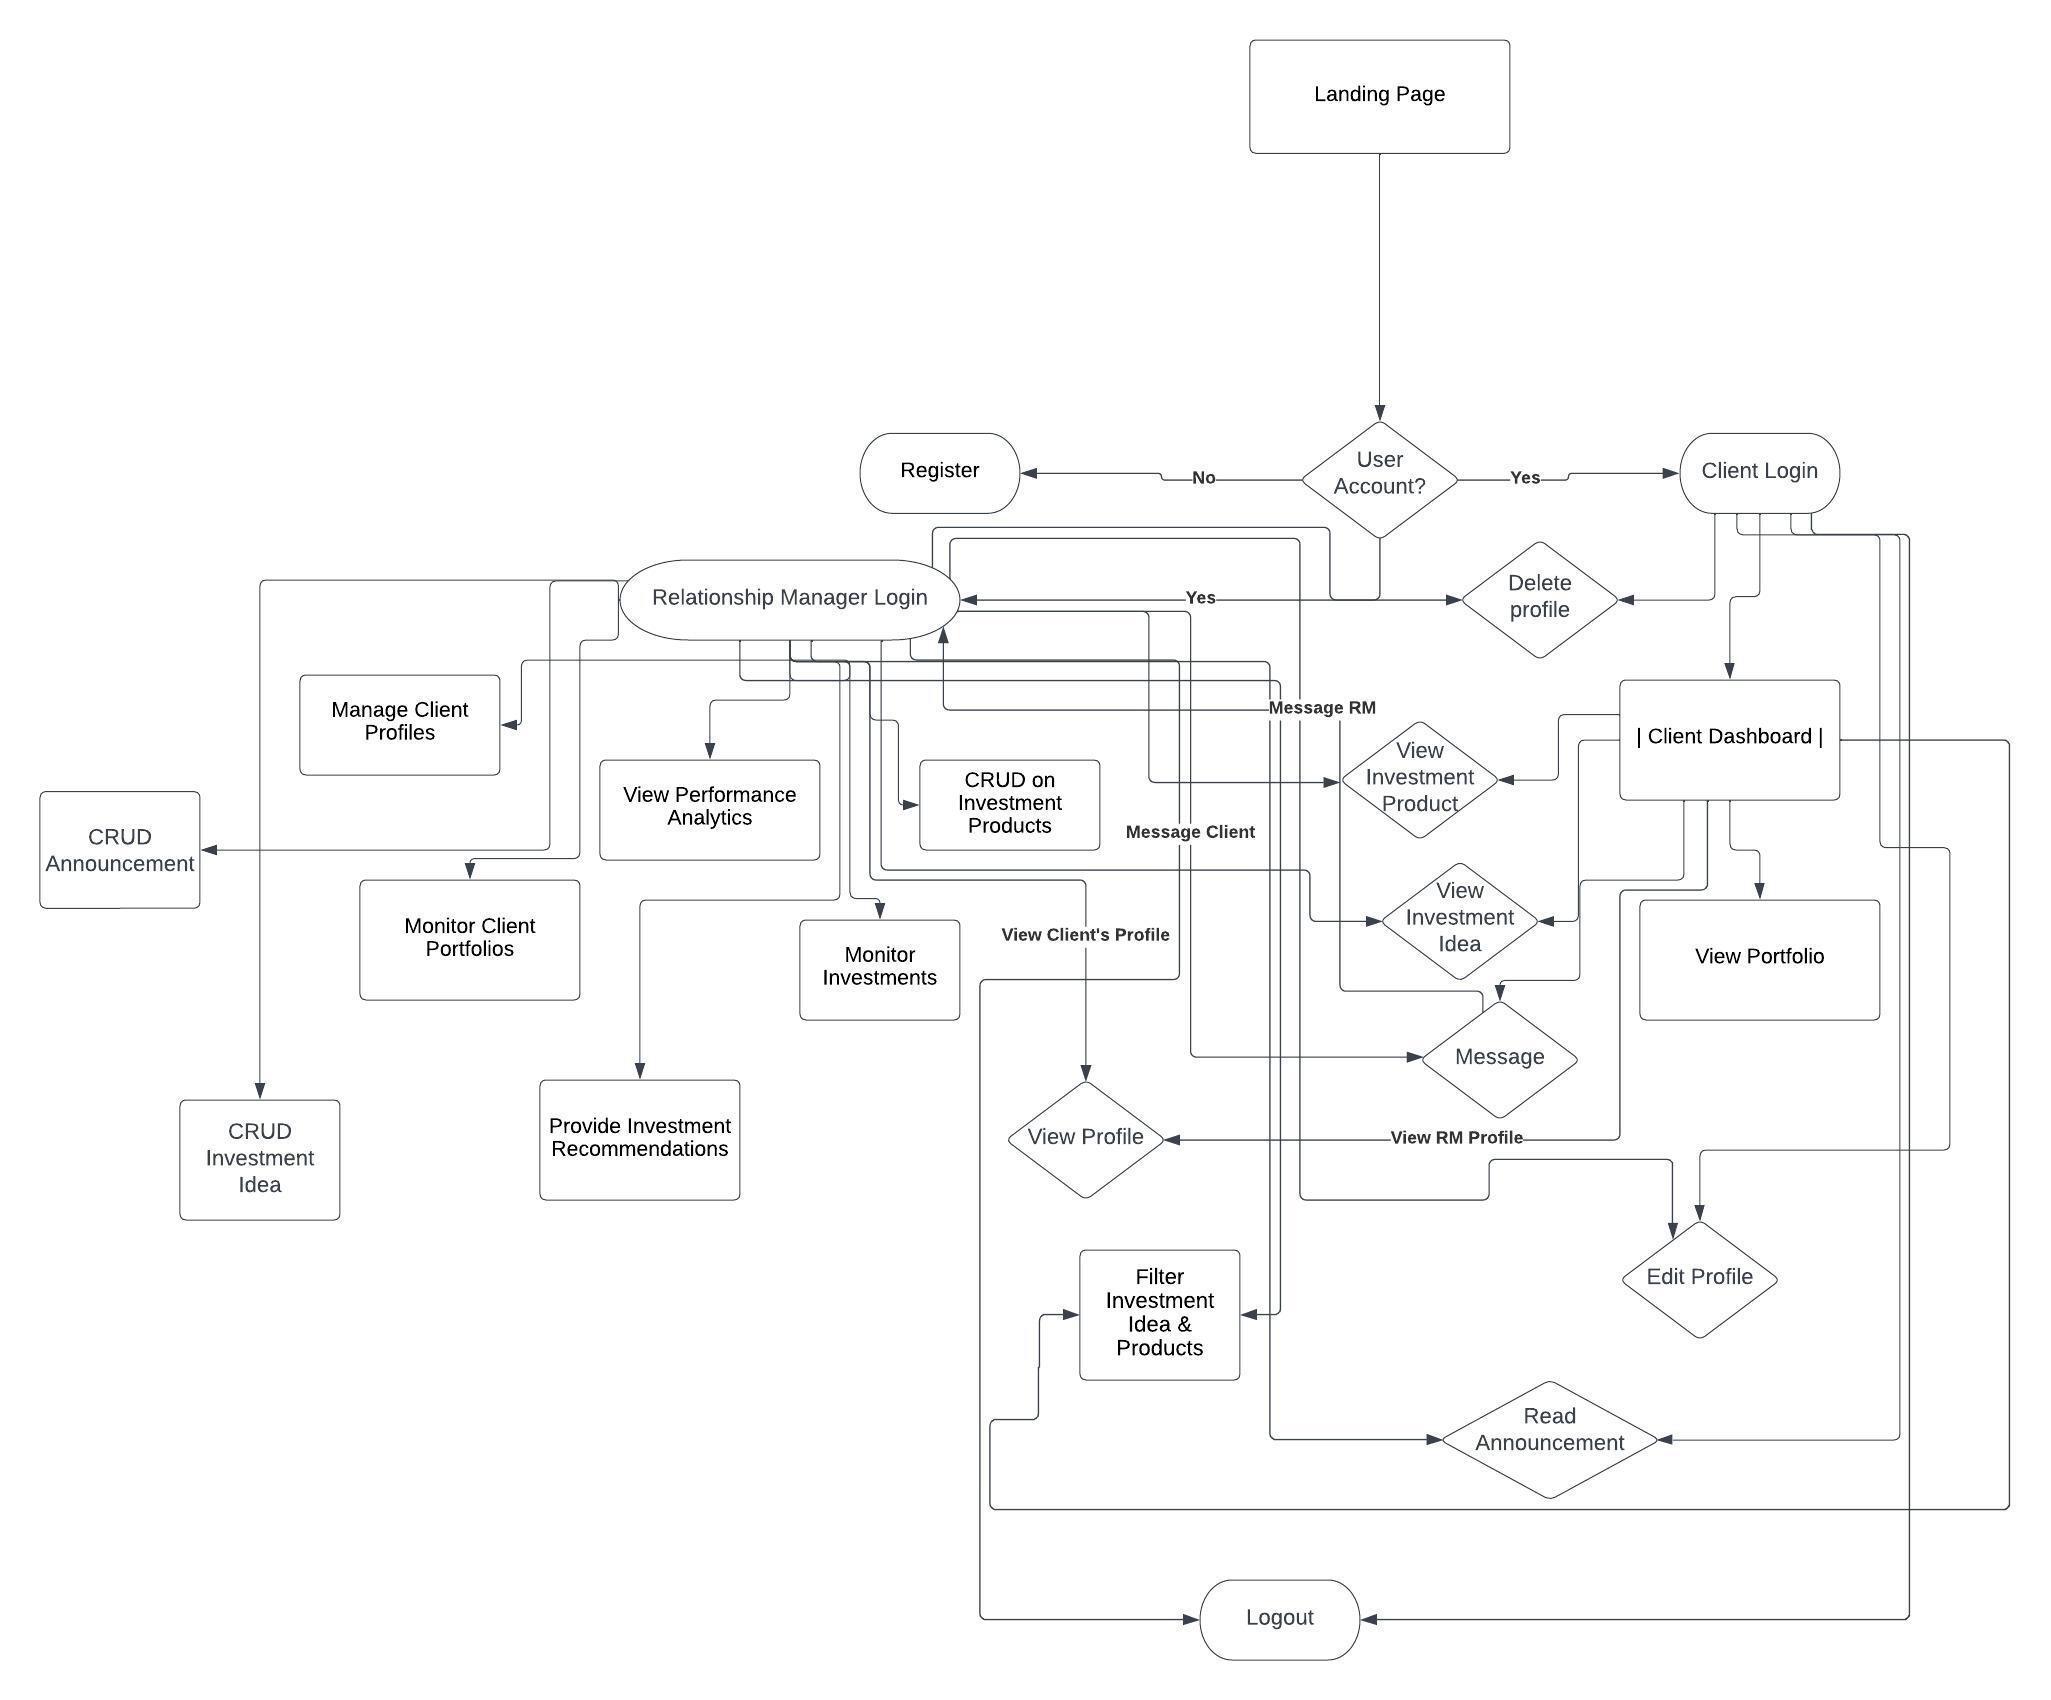 Landing Page
User
Account?
Register
No
Yes
Client Login
Relationship Manager Login
Yes
Delete
profile
Manage Client
Profiles
Message RM
| Client Dashboard |
View
Investment
Product
View Performance
Analytics
CRUD on
Investment
Products
CRUD
Announcement
Message Client
Monitor Client
Portfolios
View
Investment
Idea
View Client's Profile
Monitor
Investments
View Portfolio
Message
CRUD
Investment
Idea
Provide Investment
Recommendations
View Profile
View RM Profile
Edit Profile
Filter
Investment
Idea &
Products
Read
Announcement
Logout